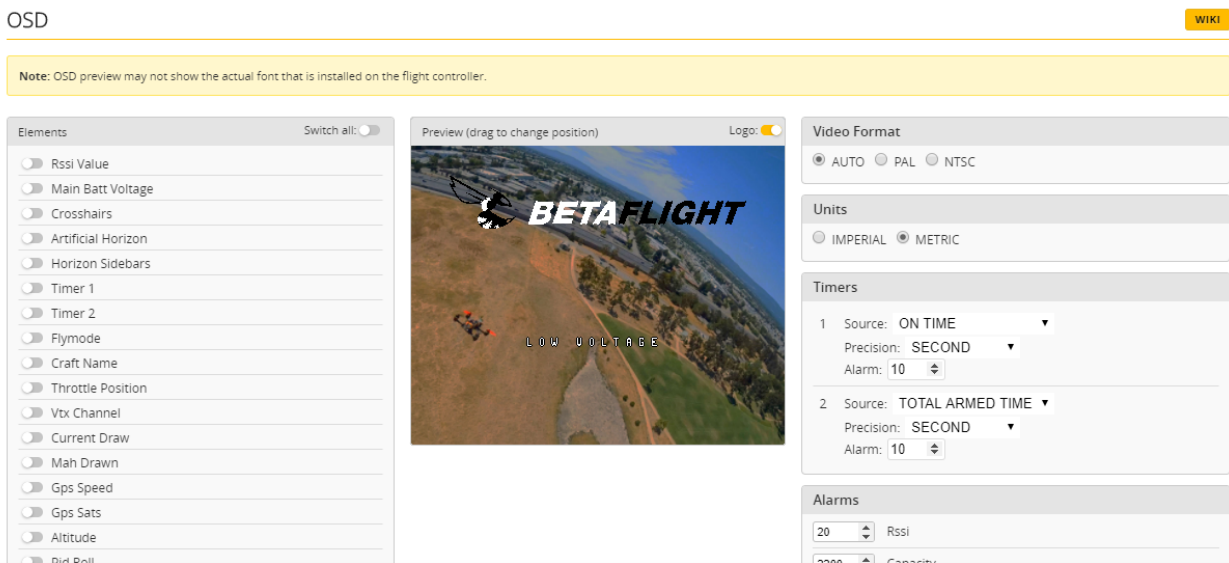 OSD
WIKI
Note: OSD preview may not show the actual font that is installed on the flight controller.
Elements
Switch all:
Rssi Value
Main Batt Voltage
Crosshairs
Artificial Horizon
Horizon Sidebars
Timer 1
Timer 2
Flymode
Craft Name
Throttle Position
Vtx Channel
Current Draw
Mah Drawn
Gps Speed
Gps Sats
Altitude
Pid Roll
Preview (drag to change position)
Logo:
BETAFLIGHT
LOW VOLTAGE
Video Format
AUTO PAL NTSC
Units
IMPERIAL METRIC
Timers
1 Source: ON TIME
Precision: SECOND
Alarm: 10
2 Source: TOTAL ARMED TIME
Precision: SECOND
Alarm: 10
Alarms
20 Rssi
2200 Capacity